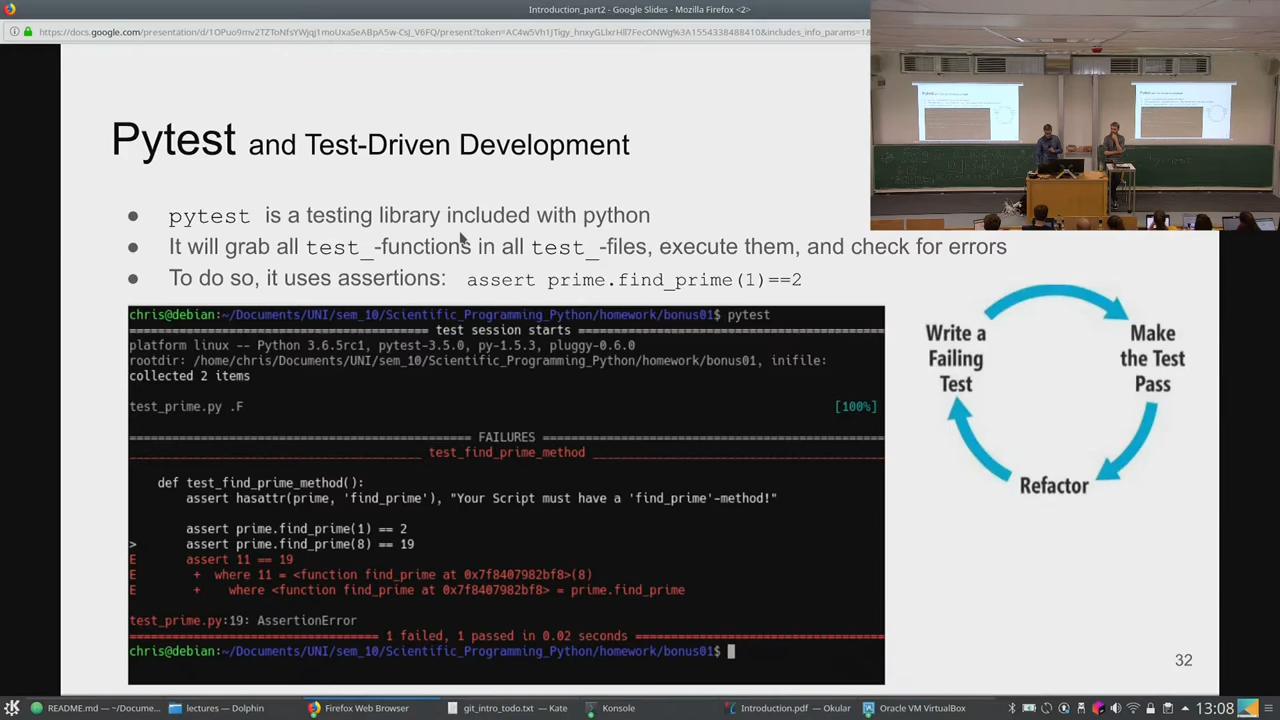 Introduction_part2 - Google Slides - Mozilla Firefox <2>
Pytest and Test-Driven Development
● pytest is a testing library included with python
● It will grab all test_-functions in all test_-files, execute them, and check for errors
● To do so, it uses assertions: assert prime.find_prime(1)==2
chris@debian:~/Documents/UNI/sem_10/Scientific_Programming_Python/homework/bonus01$ pytest
============================ test session starts ============================
platform linux -- Python 3.6.5rc1, pytest-3.5.0, py-1.5.3, pluggy-0.6.0
rootdir: /home/chris/Documents/UNI/sem_10/Scientific_Programming_Python/homework/bonus01, inifile:
collected 2 items
test_prime.py .F [100%]
================================= FAILURES =================================
__________________________ test_find_prime_method __________________________
def test_find_prime_method():
assert hasattr(prime, 'find_prime'), "Your Script must have a 'find_prime'-method!"
assert prime.find_prime(1) == 2
> assert prime.find_prime(8) == 19
E assert 11 == 19
E + where 11 = <function find_prime at 0x7f8407982bf8>(8)
E + where <function find_prime at 0x7f8407982bf8> = prime.find_prime
test_prime.py:19: AssertionError
==================== 1 failed, 1 passed in 0.02 seconds ====================
chris@debian:~/Documents/UNI/sem_10/Scientific_Programming_Python/homework/bonus01$
Write a
Failing
Test
Make
the Test
Pass
Refactor
32
README.md — ~/Docume...
lectures — Dolphin
Firefox Web Browser
git_intro_todo.txt — Kate
Konsole
Introduction.pdf — Okular
Oracle VM VirtualBox
13:08